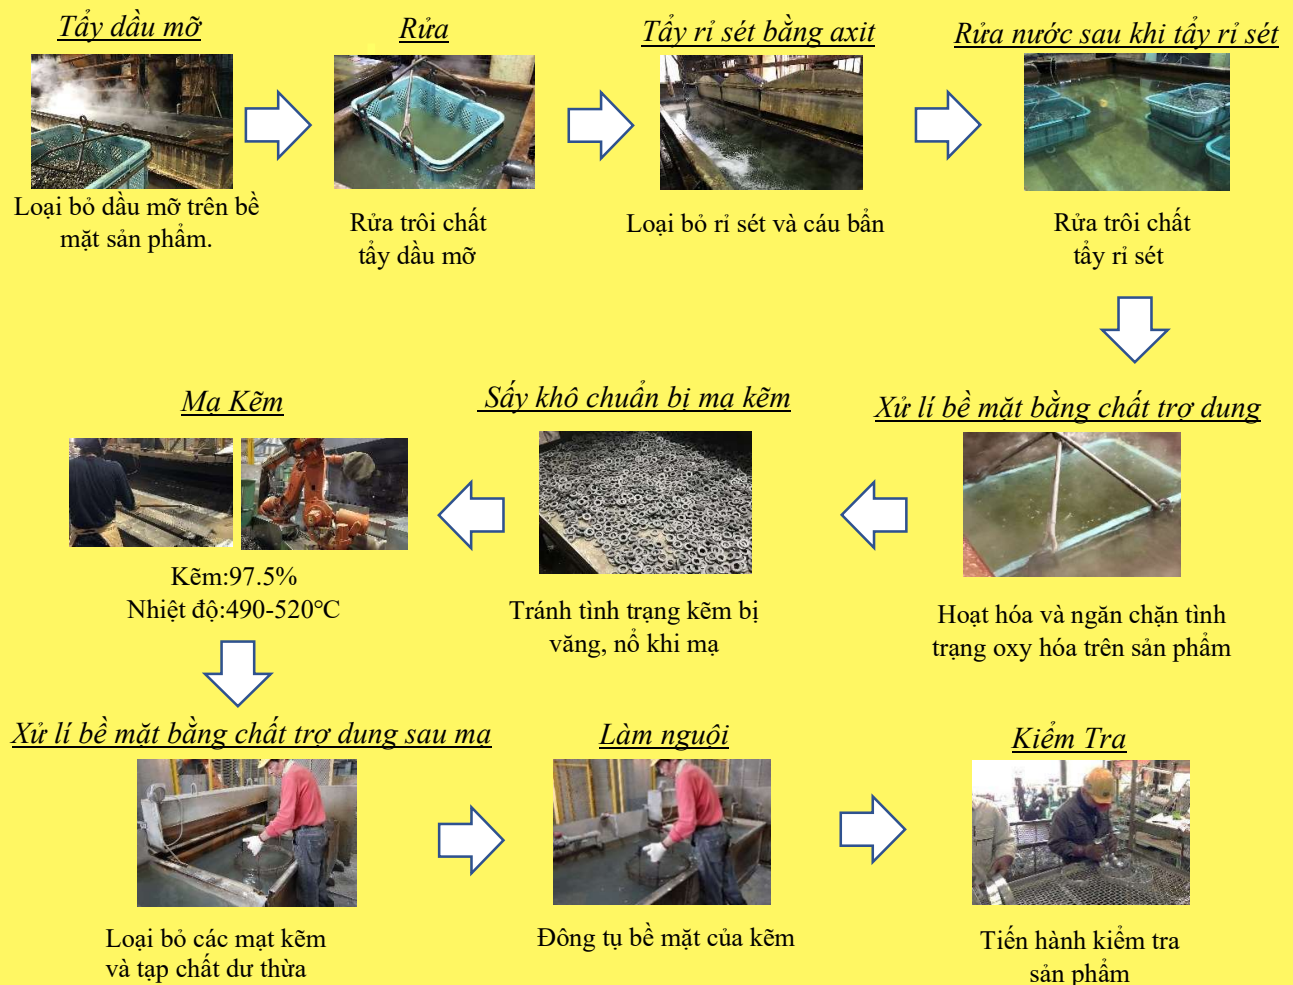 Tẩy dầu mỡ
Rửa
Tẩy rỉ sét bằng axit
Rửa nước sau khi tẩy rỉ sét
Loại bỏ dầu mỡ trên bề
mặt sản phẩm.
Rửa trôi chất
tẩy dầu mỡ
Loại bỏ rỉ sét và cáu bẩn
Rửa trôi chất
tẩy rỉ sét
Xử lí bề mặt bằng chất trợ dung
Sấy khô chuẩn bị mạ kẽm
Mạ Kẽm
Hoạt hóa và ngăn chặn tình
trạng oxy hóa trên sản phẩm
Tránh tình trạng kẽm bị
văng, nổ khi mạ
Kẽm:97.5%
Nhiệt độ:490-520℃
Xử lí bề mặt bằng chất trợ dung sau mạ
Làm nguội
Kiểm Tra
Loại bỏ các mạt kẽm
và tạp chất dư thừa
Đông tụ bề mặt của kẽm
Tiến hành kiểm tra
sản phẩm